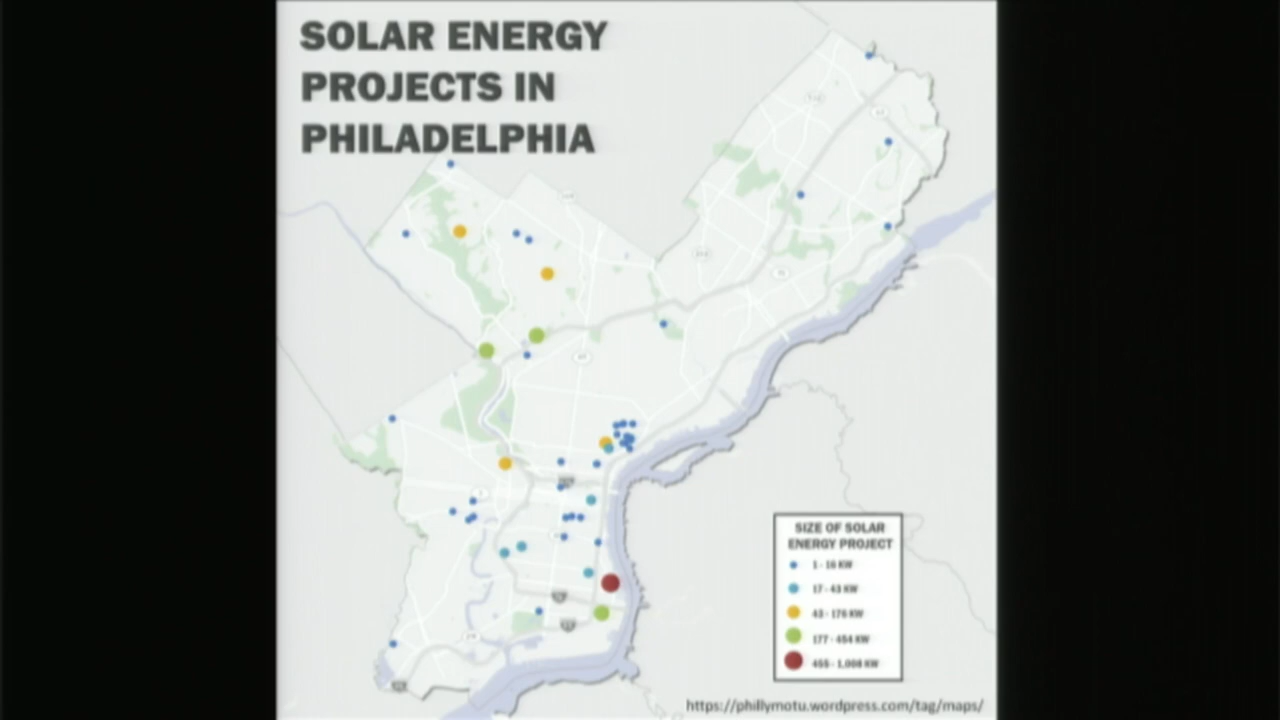 SOLAR ENERGY
PROJECTS IN
PHILADELPHIA
SIZE OF SOLAR
ENERGY PROJECT
1 - 16 KW
17 - 43 KW
43 - 176 KW
177 - 454 KW
455 - 1,008 KW
https://phillymotu.wordpress.com/tag/maps/